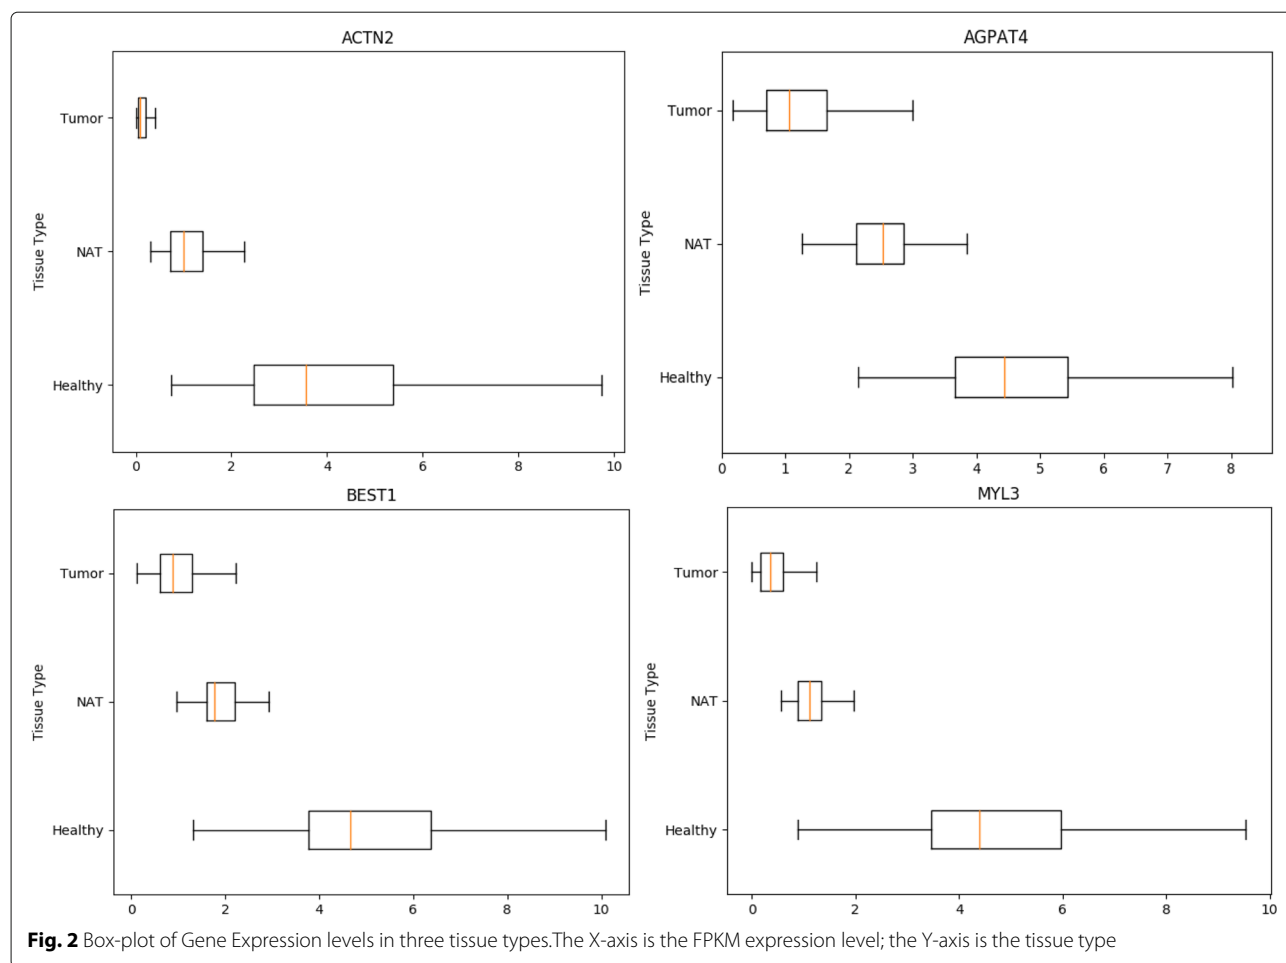 ACTN2
Tumor
NAT
Healthy
Tissue Type
0 2 4 6 8 10
AGPAT4
Tumor
NAT
Healthy
Tissue Type
0 1 2 3 4 5 6 7 8
BEST1
Tumor
NAT
Healthy
Tissue Type
0 2 4 6 8 10
MYL3
Tumor
NAT
Healthy
Tissue Type
0 2 4 6 8 10
Fig. 2 Box-plot of Gene Expression levels in three tissue types.The X-axis is the FPKM expression level; the Y-axis is the tissue type